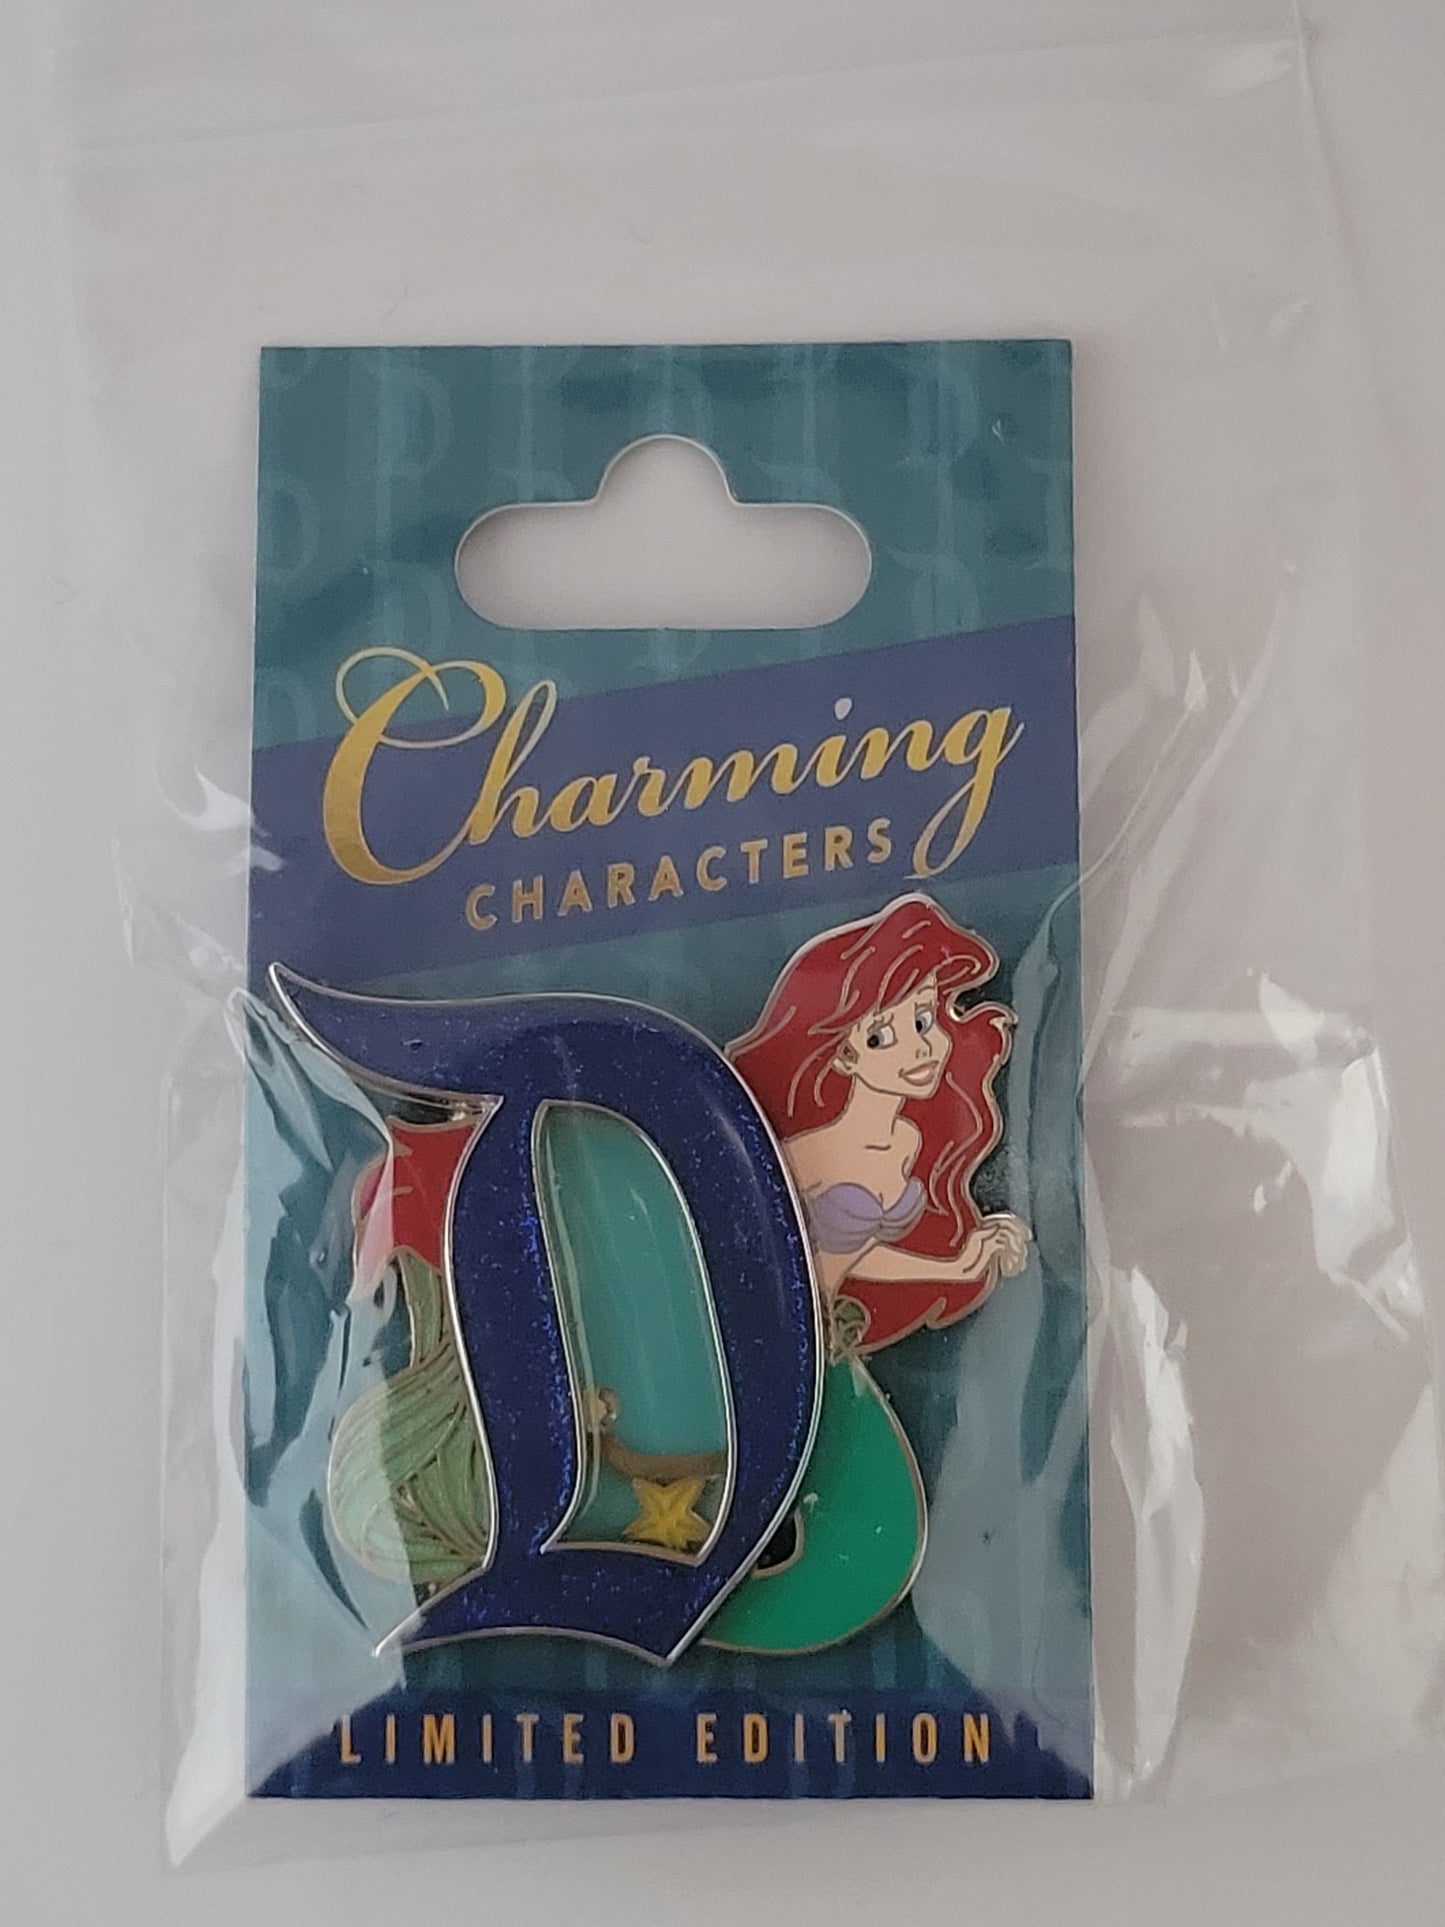 Charming
CHARACTERS
D
LIMITED EDITION